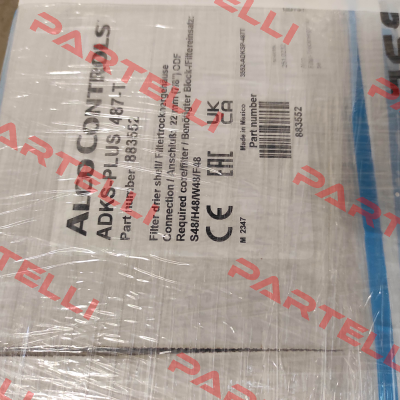 ALCO CONTROLS
ADKS-PLUS 487-T
Part number 883552
Filter drier shell/ Filtertrocknergehäuse
Connection / Anschluß: 22 mm (7/8") ODF
Required core/filter / Benötigter Block-/Filtereinsatz:
S48/H48/W48/F48
CE
EAC
UK
CA
M 2347
Made in Mexico
Part number
883552
PARTELLI
PARTELLI
PARTELLI
PARTELLI
PARTELLI